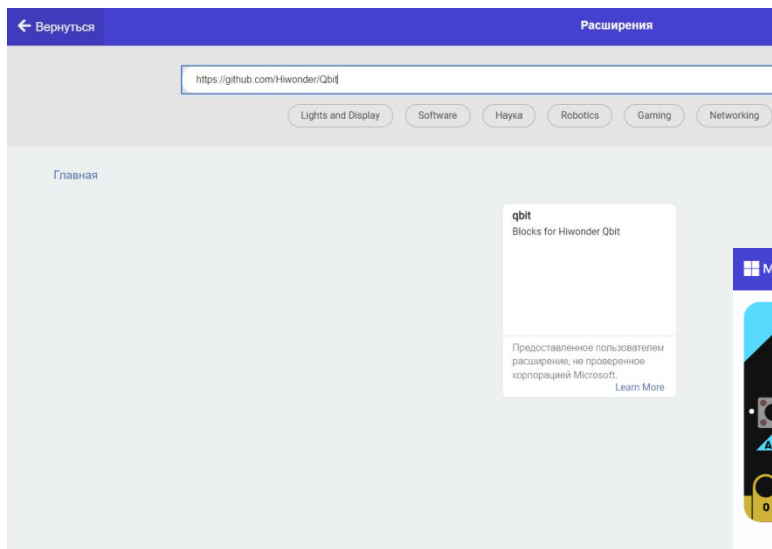 Вернуться
Расширения
https://github.com/Hiwonder/Qbit
Lights and Display
Software
Наука
Robotics
Gaming
Networking
Главная
qbit
Blocks for Hiwonder Qbit
Предоставленное пользователем
расширение, не проверенное
корпорацией Microsoft.
Learn More
M
A
0